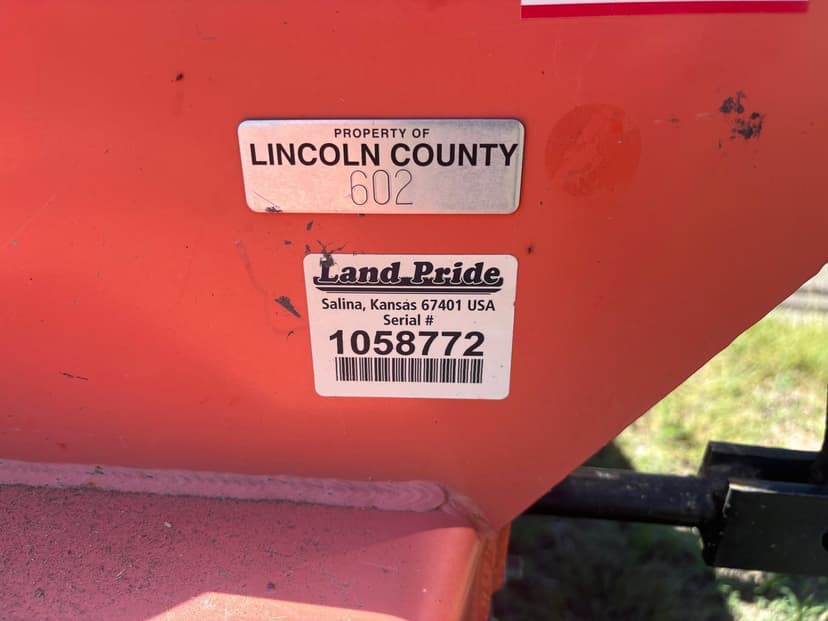 PROPERTY OF
LINCOLN COUNTY
602
Land Pride
Salina, Kansas 67401 USA
Serial #
1058772